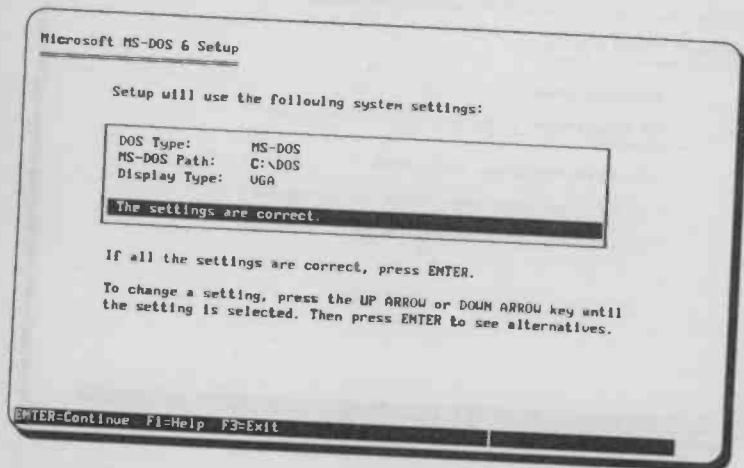 Microsoft MS-DOS 6 Setup
Setup will use the following system settings:
DOS Type: MS-DOS
MS-DOS Path: C:\DOS
Display Type: VGA
The settings are correct.
If all the settings are correct, press ENTER.
To change a setting, press the UP ARROW or DOWN ARROW key until
the setting is selected. Then press ENTER to see alternatives.
ENTER=Continue F1=Help F3=Exit